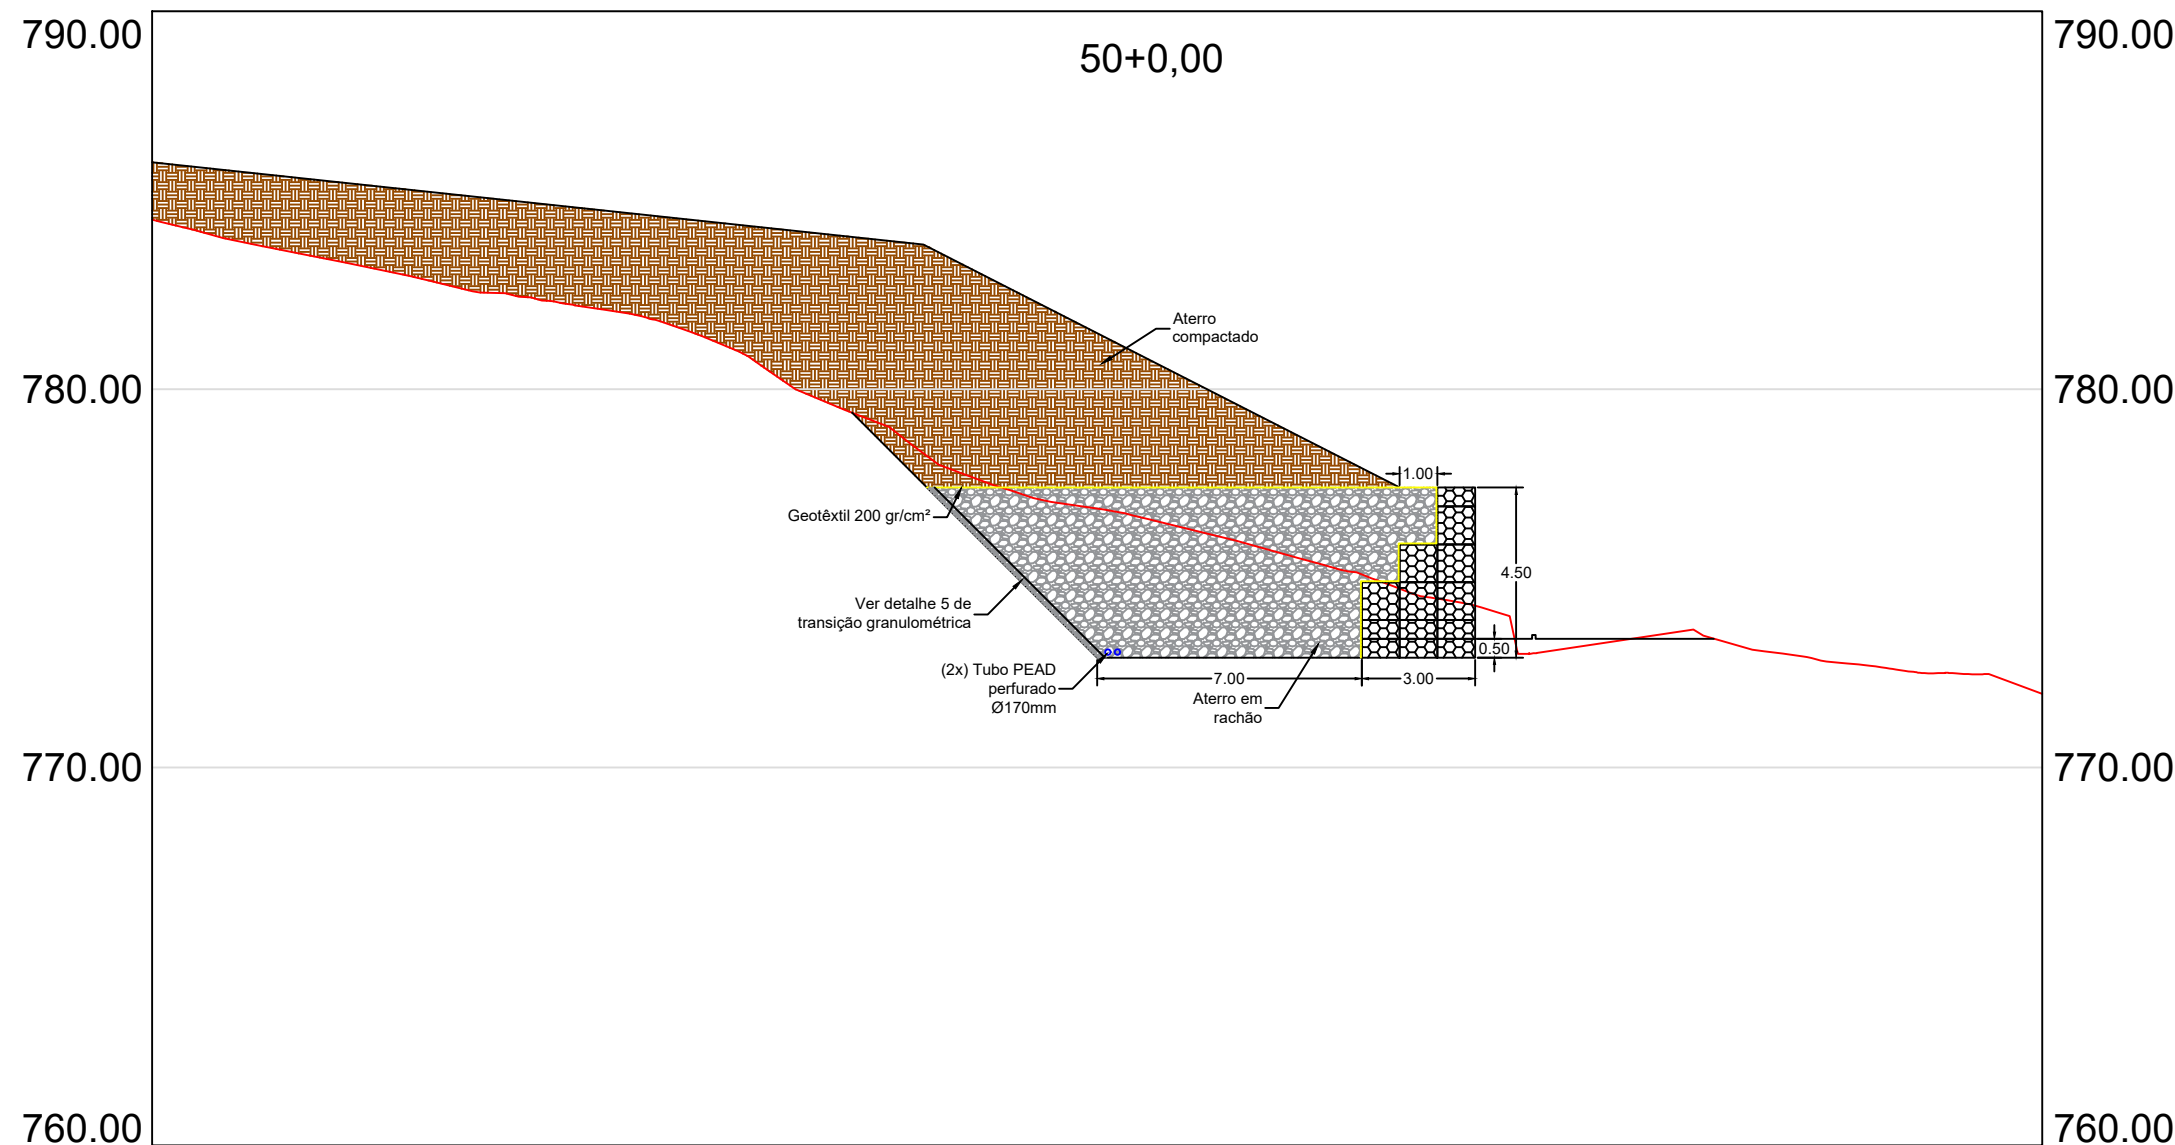 790.00
790.00
50+0,00
Aterro
compactado
780.00
780.00
1.00
Geotêxtil 200 gr/cm²
4.50
Ver detalhe 5 de
transição granulométrica
0.50
(2x) Tubo PEAD
perfurado
Ø170mm
7.00
3.00
Aterro em
rachão
770.00
770.00
760.00
760.00